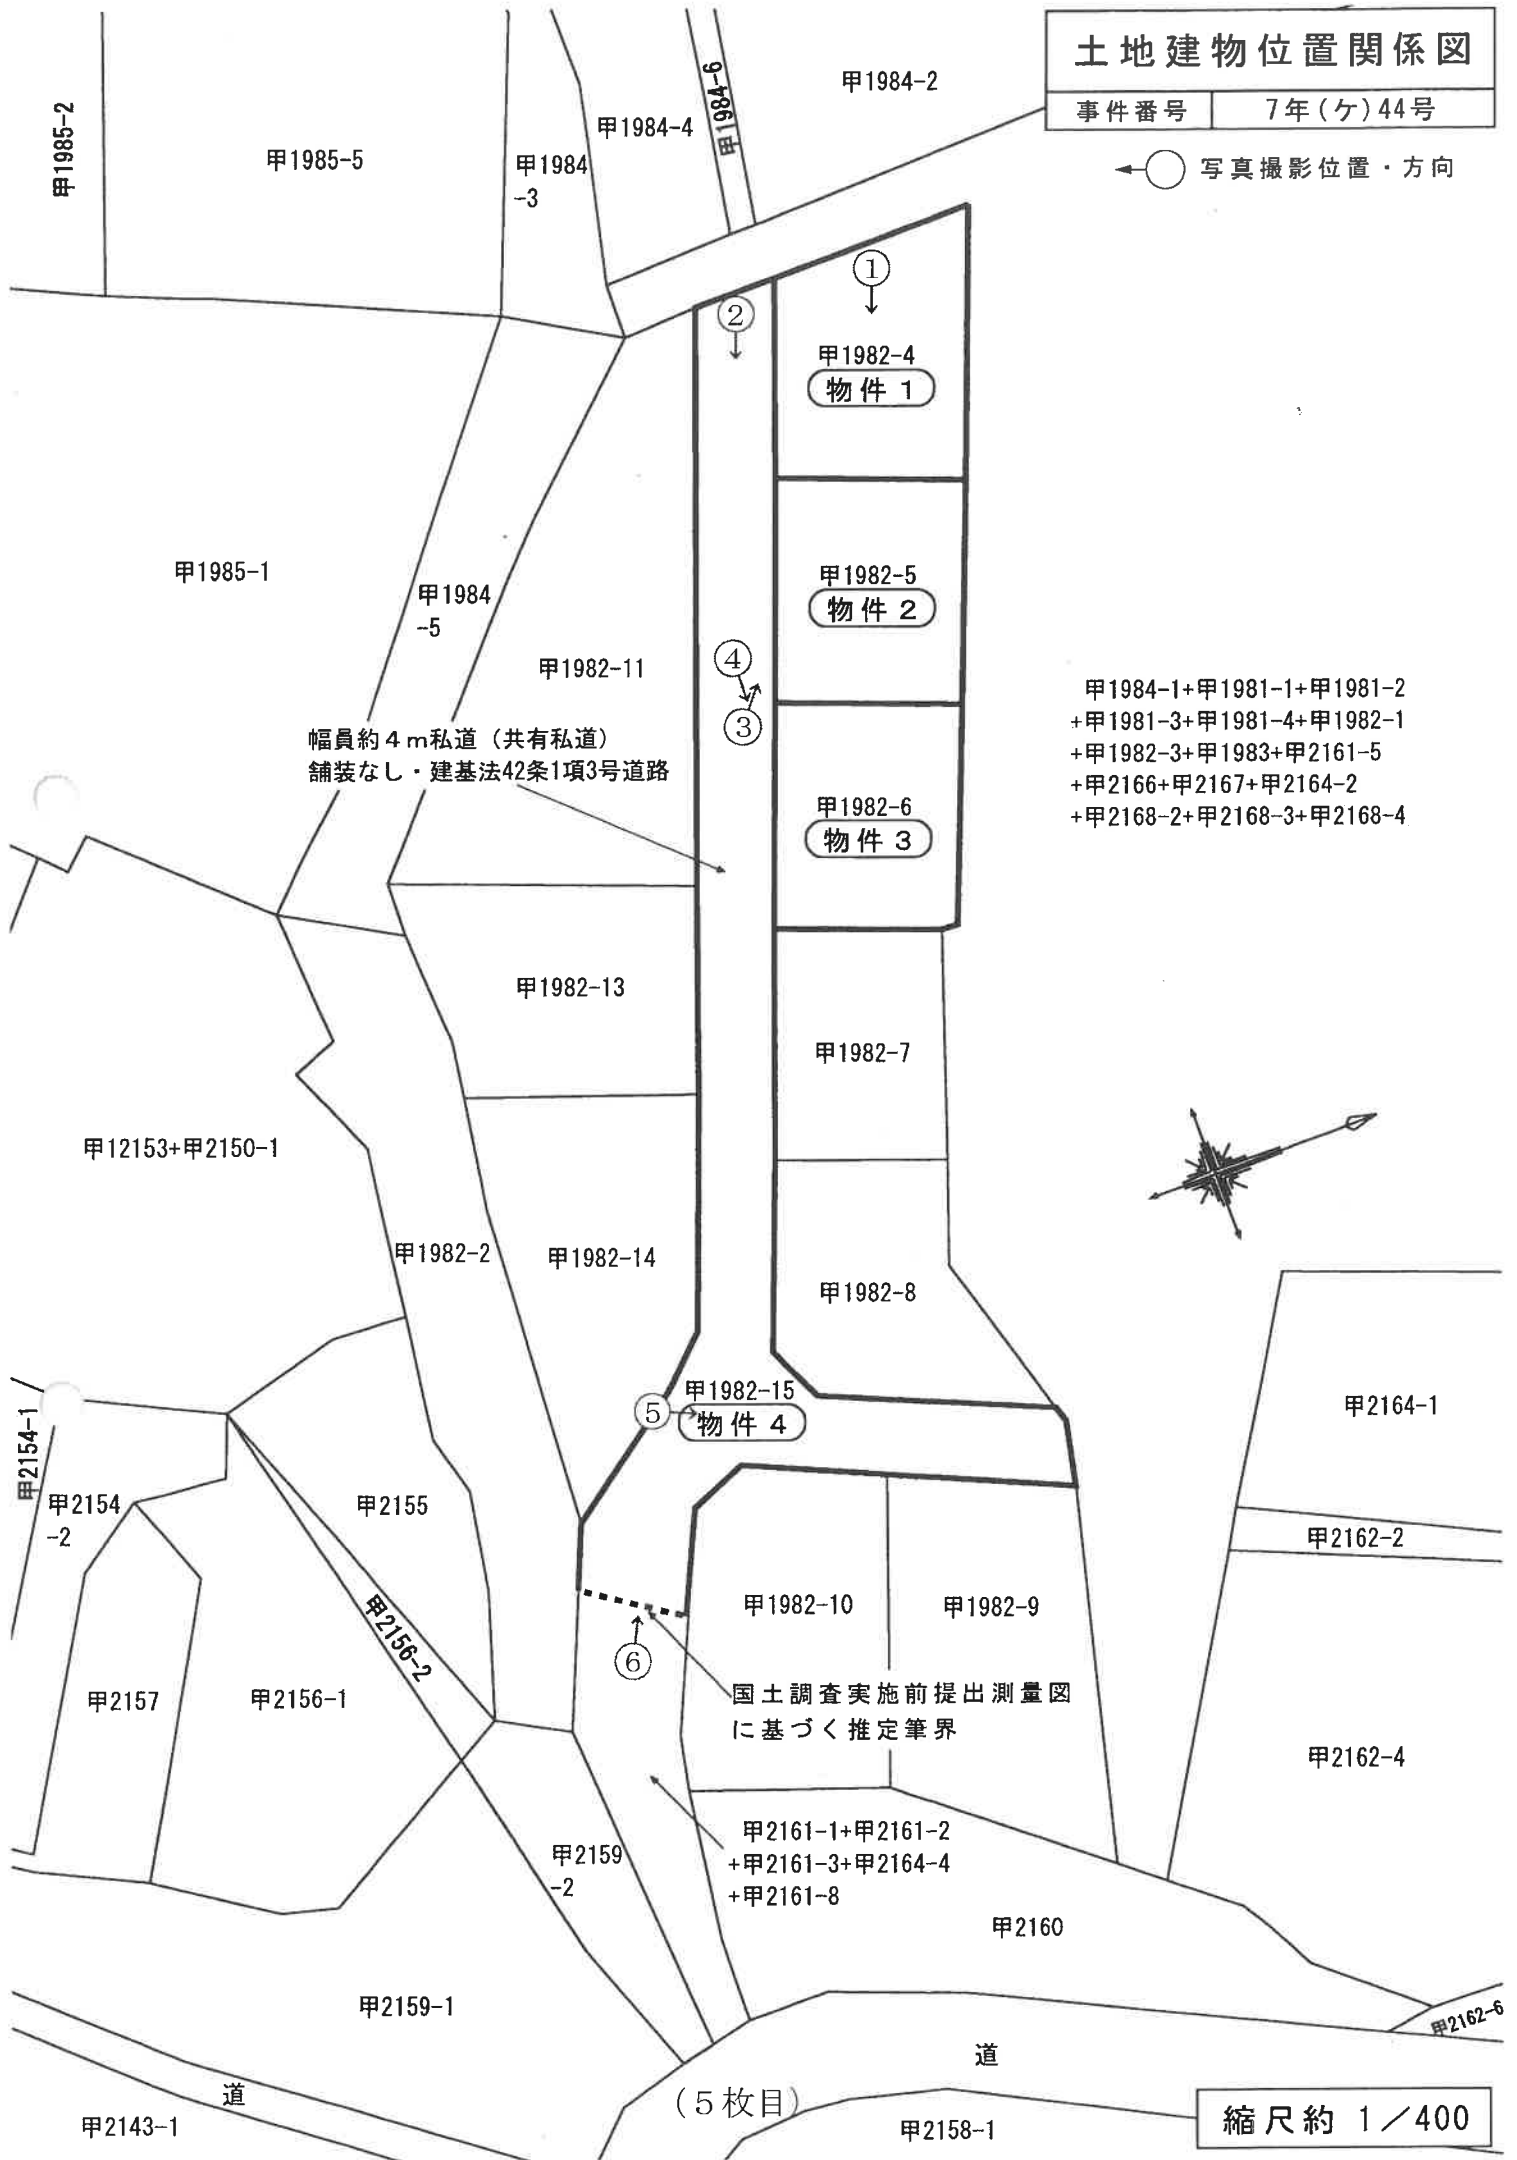 土地建物位置関係図
事件番号 7年(ケ)44号
写真撮影位置・方向
甲1985-2
甲1985-5
甲1984
-3
甲1984-4
甲1984-6
甲1984-2
①
②
甲1982-4
物件 1
甲1985-1
甲1984
-5
甲1982-11
甲1982-5
物件 2
④
③
幅員約4m私道(共有私道)
舗装なし・建基法42条1項3号道路
甲1982-6
物件 3
甲1984-1+甲1981-1+甲1981-2
+甲1981-3+甲1981-4+甲1982-1
+甲1982-3+甲1983+甲2161-5
+甲2166+甲2167+甲2164-2
+甲2168-2+甲2168-3+甲2168-4
甲1982-13
甲1982-7
甲12153+甲2150-1
甲1982-2
甲1982-14
甲1982-8
甲1982-15
物件 4
⑤
甲2164-1
甲2154-1
甲2154
-2
甲2155
甲2162-2
甲2156-2
甲1982-10
甲1982-9
⑥
甲2157
甲2156-1
国土調査実施前提出測量図
に基づく推定筆界
甲2162-4
甲2161-1+甲2161-2
+甲2161-3+甲2164-4
+甲2161-8
甲2159
-2
甲2160
甲2159-1
甲2162-6
道
道
(5枚目)
甲2143-1
甲2158-1
縮尺約 1/400